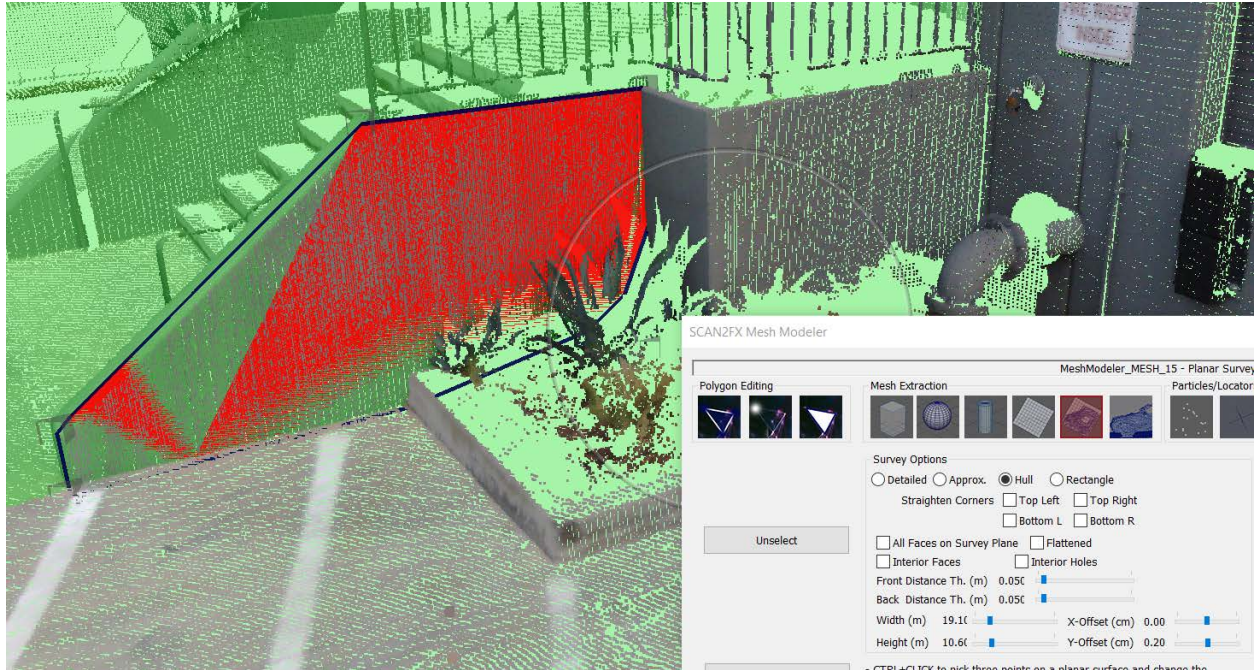 INSIDE
SCAN2FX Mesh Modeler
MeshModeler_MESH_15 - Planar Survey
Polygon Editing
Mesh Extraction
Particles/Locator
Survey Options
Detailed Approx. Hull Rectangle
Straighten Corners Top Left Top Right
Bottom L Bottom R
Unselect
All Faces on Survey Plane Flattened
Interior Faces Interior Holes
Front Distance Th. (m) 0.050
Back Distance Th. (m) 0.050
Width (m) 19.10 X-Offset (cm) 0.00
Height (m) 10.60 Y-Offset (cm) 0.20
- CTRL+CLICK to pick three points on a planar surface and change the